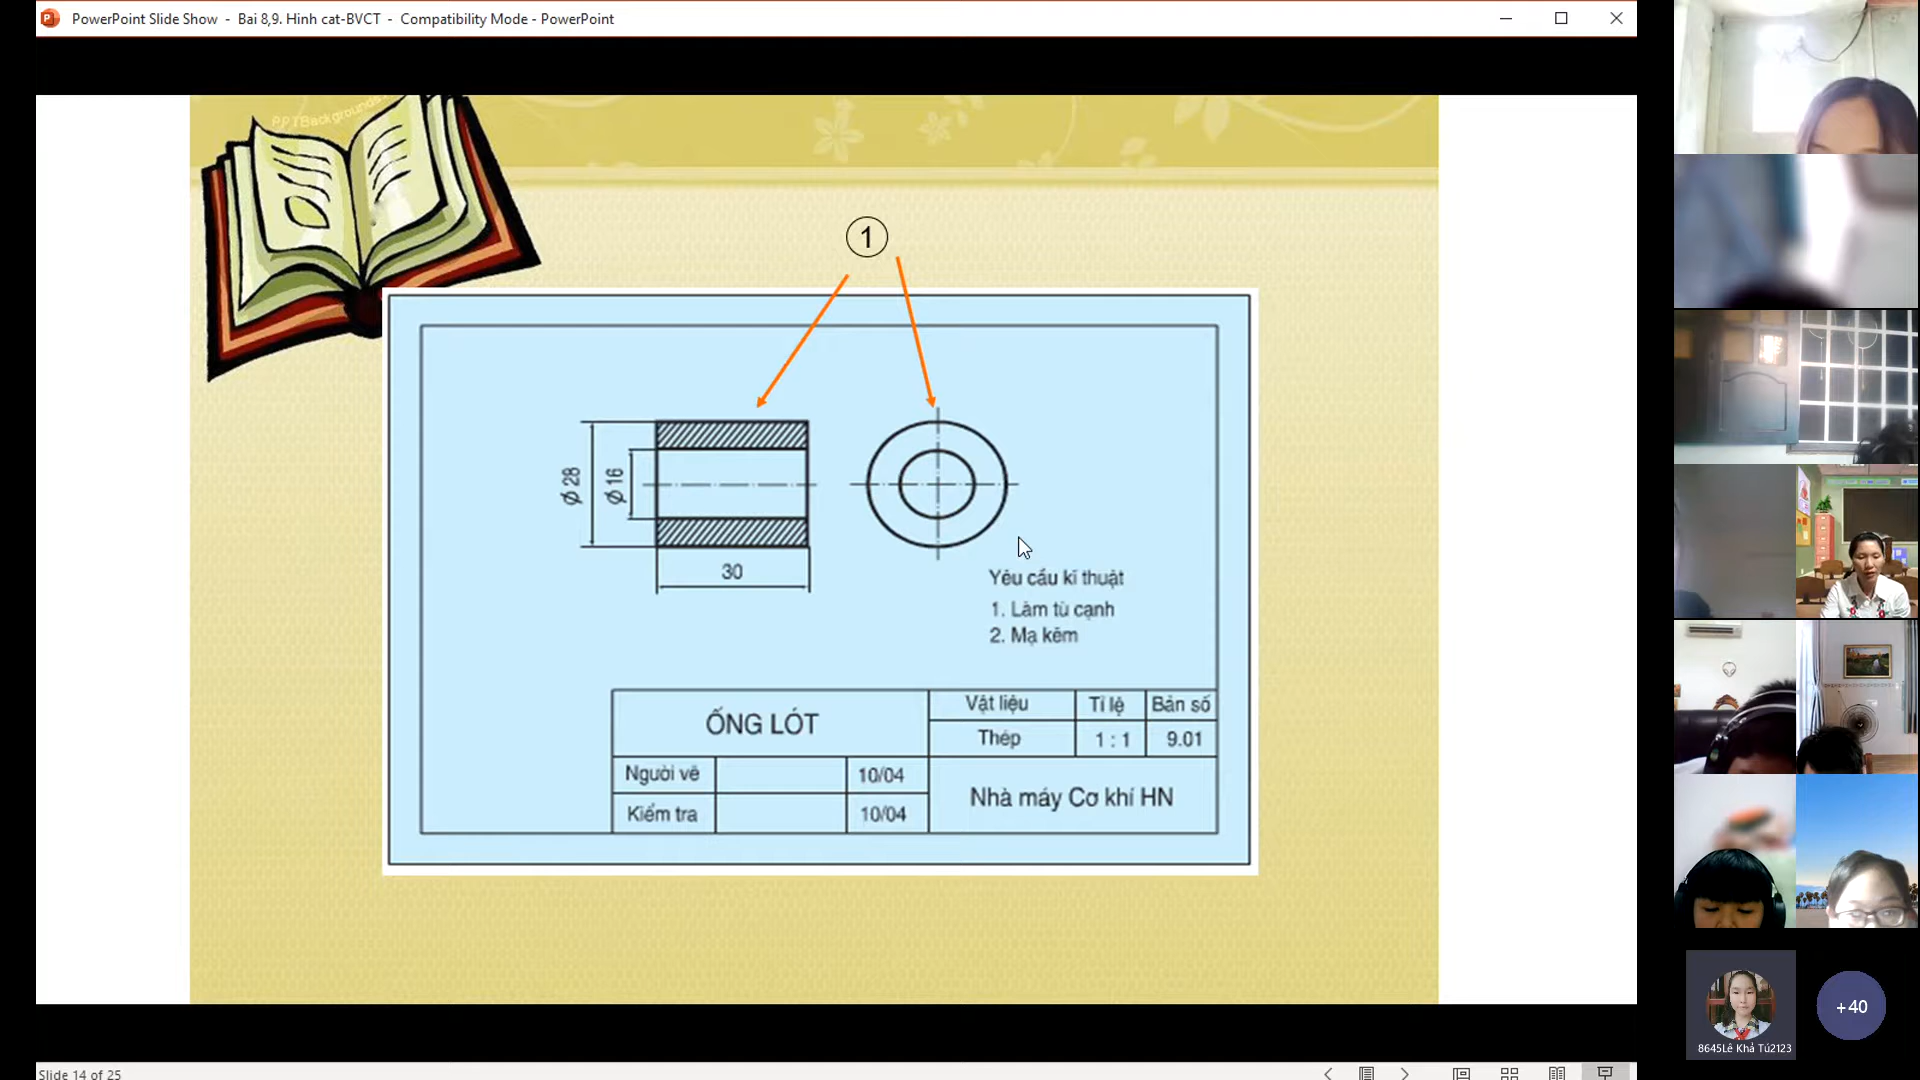 PowerPoint Slide Show - Bai 8,9. Hinh cat-BVCT - Compatibility Mode - PowerPoint
PPTBackgrounds
1
Ø 28
Ø 16
30
Yêu cầu kĩ thuật
1. Làm tù cạnh
2. Mạ kẽm
ỐNG LÓT
Vật liệu
Tỉ lệ
Bản số
Thép
1 : 1
9.01
Người vẽ
10/04
Kiểm tra
10/04
Nhà máy Cơ khí HN
8645Lê Khả Tú2123
+40
Slide 14 of 25